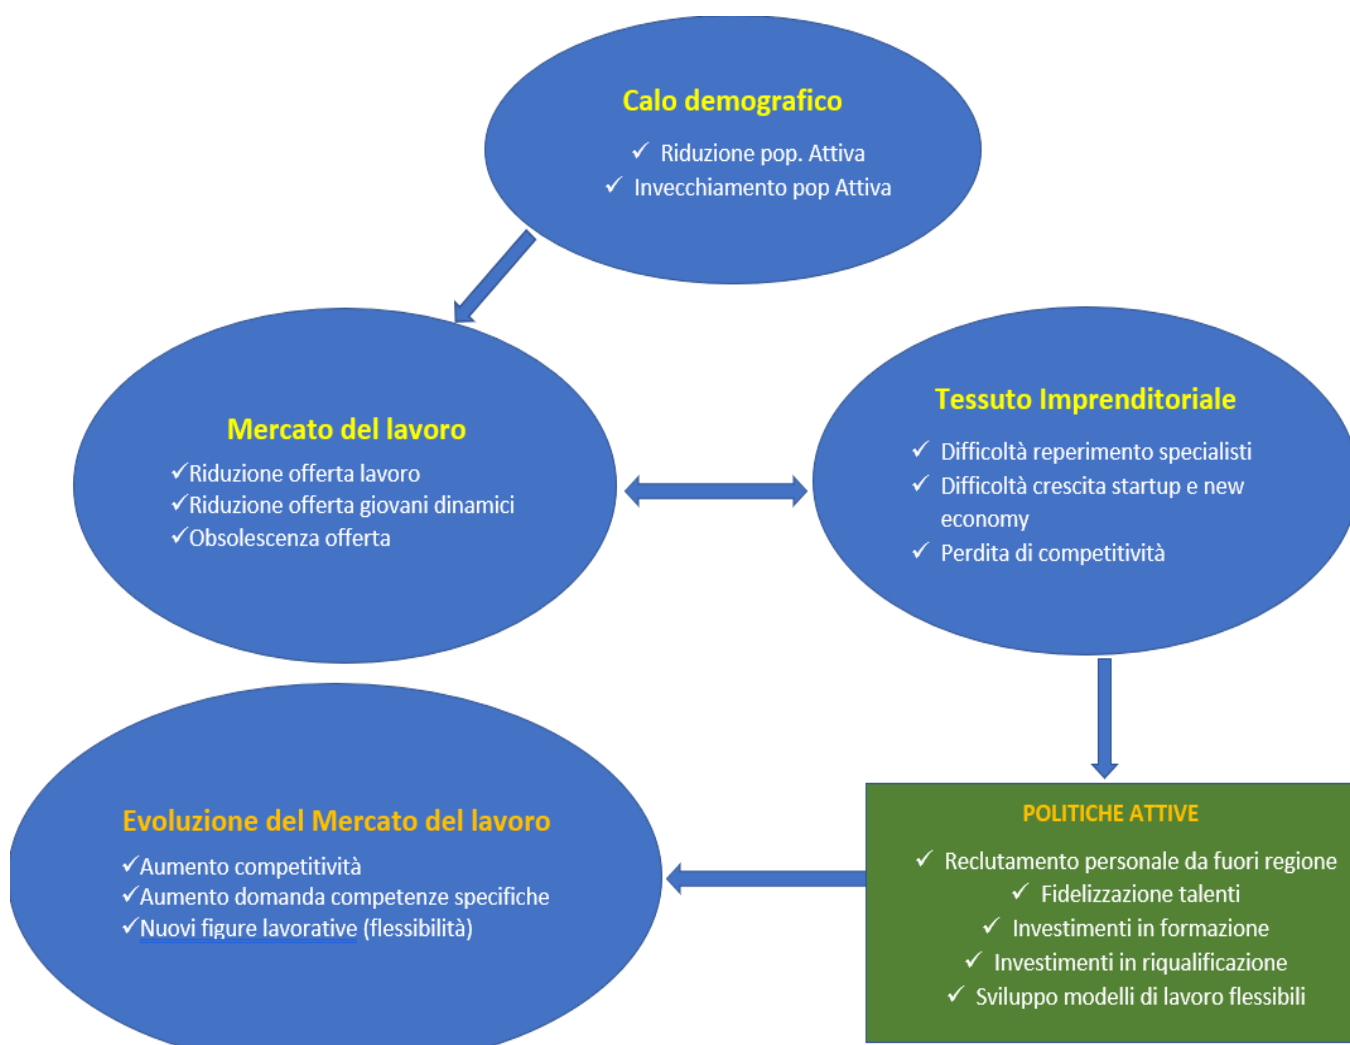 Calo demografico
✓ Riduzione pop. Attiva
✓ Invecchiamento pop Attiva
Mercato del lavoro
✓Riduzione offerta lavoro
✓Riduzione offerta giovani dinamici
✓Obsolescenza offerta
Tessuto Imprenditoriale
✓ Difficoltà reperimento specialisti
✓ Difficoltà crescita startup e new
economy
✓ Perdita di competitività
Evoluzione del Mercato del lavoro
✓Aumento competitività
✓Aumento domanda competenze specifiche
✓Nuovi figure lavorative (flessibilità)
POLITICHE ATTIVE
✓ Reclutamento personale da fuori regione
✓ Fidelizzazione talenti
✓ Investimenti in formazione
✓ Investimenti in riqualificazione
✓ Sviluppo modelli di lavoro flessibili